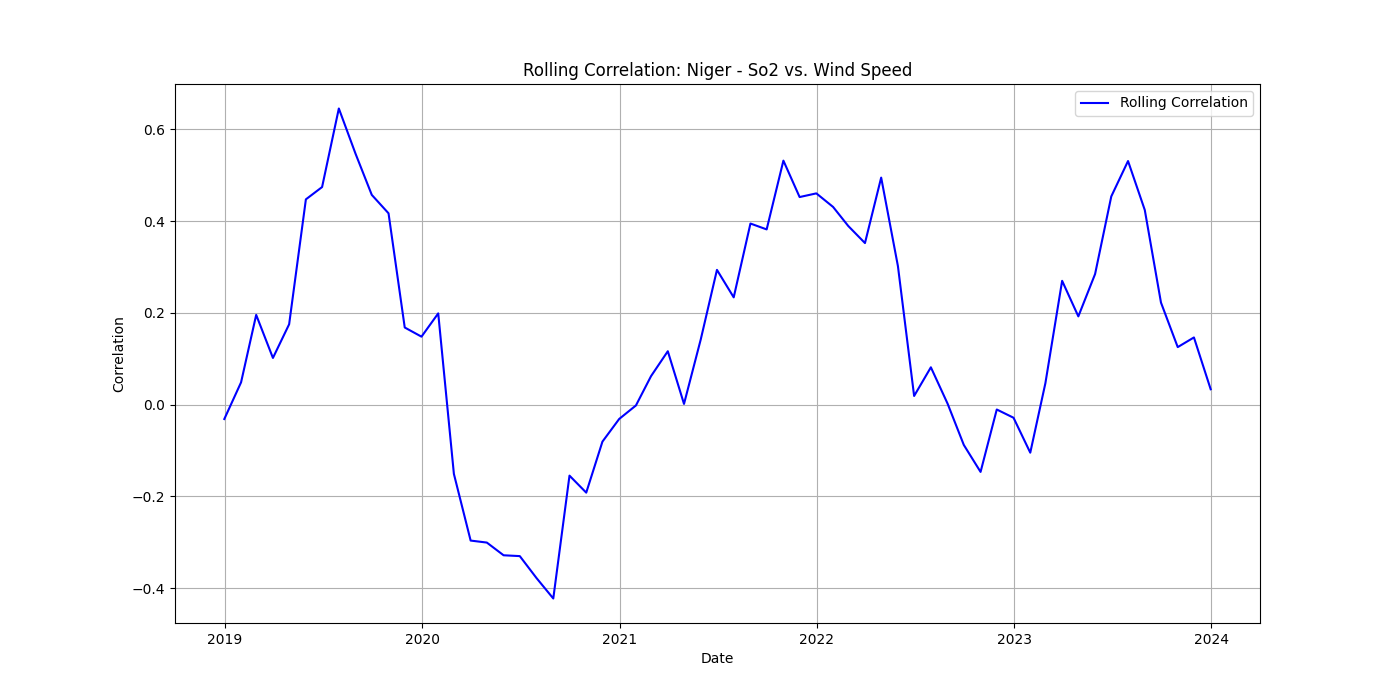 Rolling Correlation: Niger - So2 vs. Wind Speed
Rolling Correlation
0.6
0.4
0.2
0.0
−0.2
−0.4
Correlation
2019 2020 2021 2022 2023 2024
Date